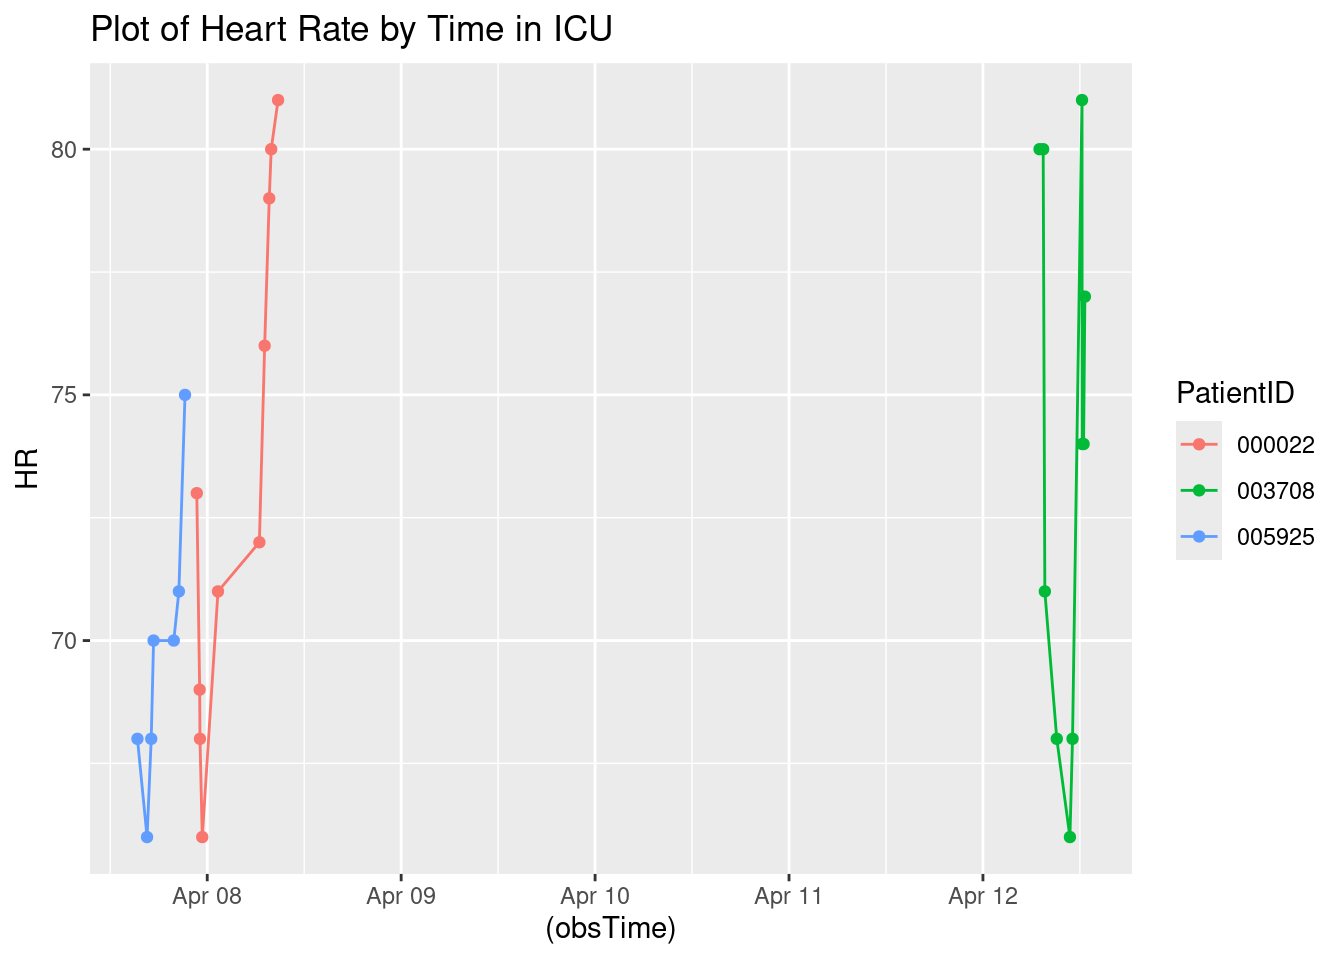 Plot of Heart Rate by Time in ICU
HR
80
75
70
Apr 08
Apr 09
Apr 10
Apr 11
Apr 12
(obsTime)
PatientID
000022
003708
005925